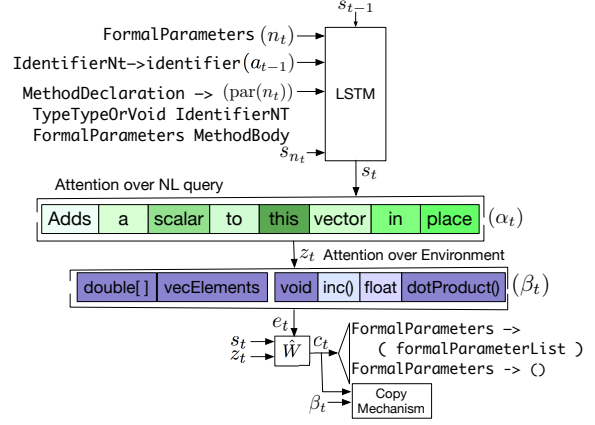 s_{t−1}
FormalParameters (n_t)
IdentifierNt->identifier(a_{t−1})
MethodDeclaration -> (par(n_t))
TypeTypeOrVoid IdentifierNT
FormalParameters MethodBody
s_{n_t}
LSTM
s_t
Attention over NL query
Adds a scalar to this vector in place (α_t)
z_t Attention over Environment
double[ ] vecElements void inc() float dotProduct() (β_t)
e_t
s_t
z_t
Ŵ
c_t
FormalParameters ->
( formalParameterList )
FormalParameters -> ()
β_t
Copy
Mechanism